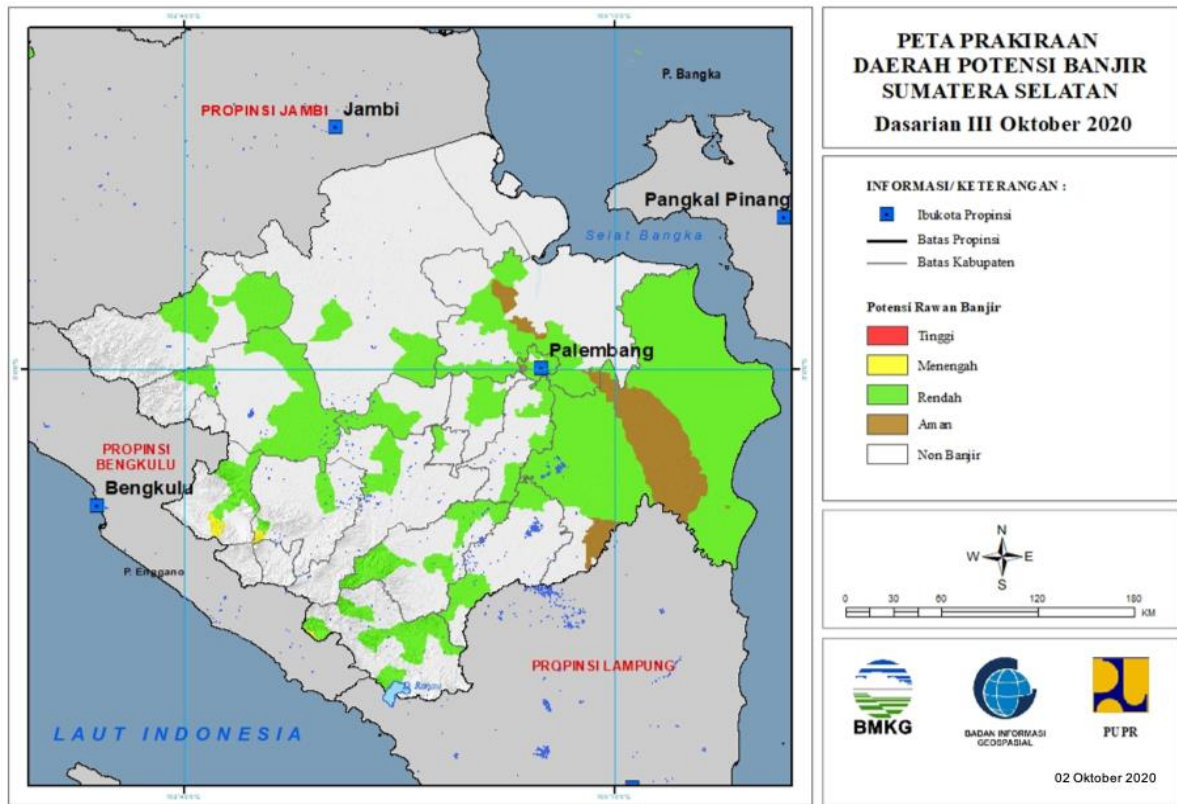 PETA PRAKIRAAN
DAERAH POTENSI BANJIR
SUMATERA SELATAN
Dasarian III Oktober 2020
INFORMASI/ KETERANGAN :
Ibukota Propinsi
Batas Propinsi
Batas Kabupaten
Potensi Rawan Banjir
Tinggi
Menengah
Rendah
Aman
Non Banjir
N
W E
S
0 30 60 120 180
KM
BMKG
BADAN INFORMASI
GEOSPASIAL
PUPR
02 Oktober 2020
P. Bangka
PROPINSI JAMBI
Jambi
Pangkal Pinang
Selat Bangka
Palembang
PROPINSI
BENGKULU
Bengkulu
P. Enggano
PROPINSI LAMPUNG
LAUT INDONESIA